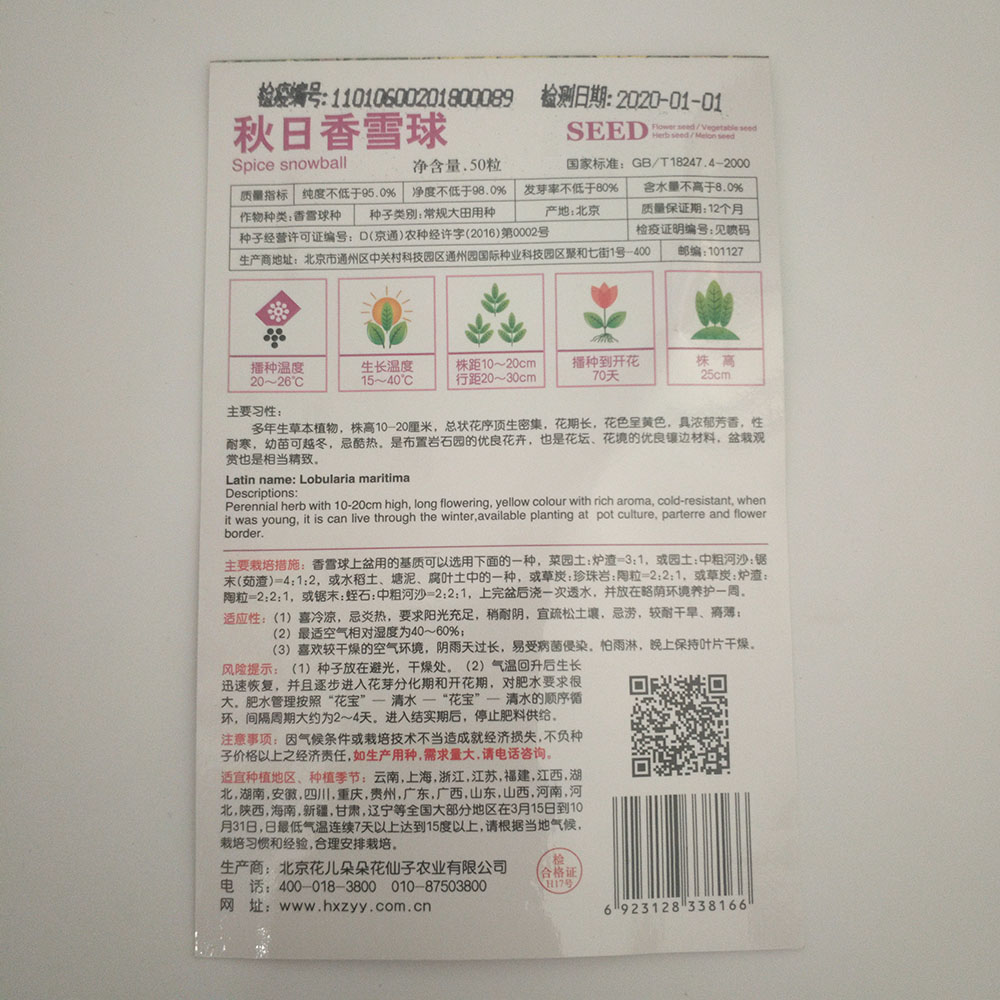 检疫编号:11010600201800089 检测日期:2020-01-01
秋日香雪球
Spice snowball
净含量.50粒
SEED
Flower seed / Vegetable seed
Herb seed / Melon seed
国家标准：GB/T18247.4-2000
质量指标 纯度不低于95.0% 净度不低于98.0% 发芽率不低于80% 含水量不高于8.0%
作物种类:香雪球种 种子类别:常规大田用种 产地:北京 质量保证期:12个月
种子经营许可证编号：D(京通)农种经许字(2016)第0002号 检疫证明编号:见喷码
生产商地址：北京市通州区中关村科技园区通州园国际种业科技园区聚和七街1号—400 邮编:101127
播种温度
20～26℃
生长温度
15～40℃
株距10～20cm
行距20～30cm
播种到开花
70天
株 高
25cm
主要习性:
多年生草本植物，株高10-20厘米，总状花序顶生密集，花期长，花色呈黄色，具浓郁芳香，性
耐寒，幼苗可越冬，忌酷热。是布置岩石园的优良花卉，也是花坛、花境的优良镶边材料，盆栽观
赏也是相当精致。
Latin name: Lobularia maritima
Descriptions:
Perennial herb with 10-20cm high, long flowering, yellow colour with rich aroma, cold-resistant, when
it was young, it is can live through the winter,available planting at pot culture, parterre and flower
border.
主要栽培措施：香雪球上盆用的基质可以选用下面的一种，菜园土:炉渣=3:1，或园土:中粗河沙:锯
末(茹渣)=4:1:2，或水稻土、塘泥、腐叶土中的一种，或草炭:珍珠岩:陶粒=2:2:1，或草炭:炉渣:
陶粒=2:2:1，或锯末:蛭石:中粗河沙=2:2:1，上完盆后浇一次透水，并放在略荫环境养护一周。
适应性：（1）喜冷凉，忌炎热，要求阳光充足，稍耐阴，宜疏松土壤，忌涝，较耐干旱、瘠薄；
（2）最适空气相对湿度为40～60%；
（3）喜欢较干燥的空气环境，阴雨天过长，易受病菌侵染。怕雨淋，晚上保持叶片干燥。
风险提示：（1）种子放在避光，干燥处。（2）气温回升后生长
迅速恢复，并且逐步进入花芽分化期和开花期，对肥水要求很
大。肥水管理按照“花宝”— 清水 —“花宝”— 清水的顺序循
环，间隔周期大约为2～4天。进入结实期后，停止肥料供给。
注意事项：因气候条件或栽培技术不当造成就经济损失，不负种
子价格以上之经济责任,如生产用种,需求量大,请电话咨询。
适宜种植地区、种植季节：云南,上海,浙江,江苏,福建,江西,湖
北,湖南,安徽,四川,重庆,贵州,广东,广西,山东,山西,河南,河
北,陕西,海南,新疆,甘肃,辽宁等全国大部分地区在3月15日到10
月31日,日最低气温连续7天以上达到15度以上,请根据当地气候,
栽培习惯和经验,合理安排栽培。
生产商：北京花儿朵朵花仙子农业有限公司
电 话：400-018-3800 010-87503800
网 址：www.hxzyy.com.cn
检
合格证
H17号
6 923128 338166